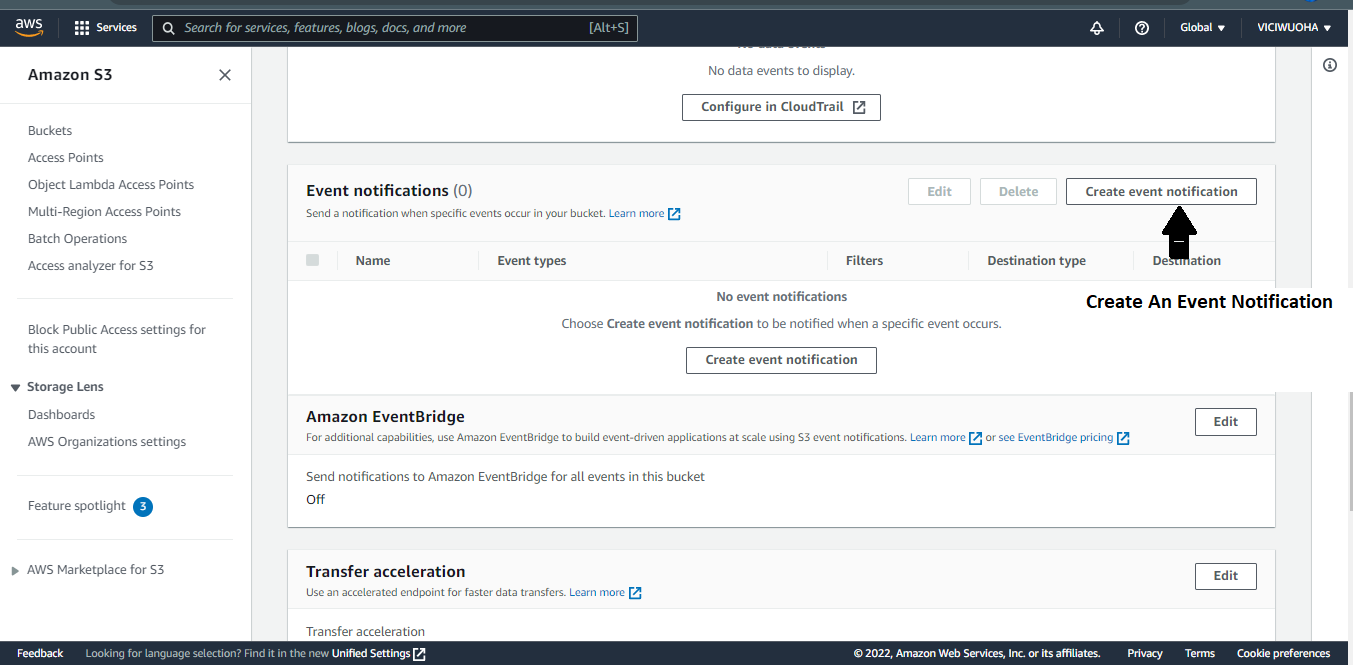 aws
Services
Search for services, features, blogs, docs, and more
[Alt+S]
Global
VICIWUOHA
Amazon S3
Buckets
Access Points
Object Lambda Access Points
Multi-Region Access Points
Batch Operations
Access analyzer for S3
Block Public Access settings for
this account
Storage Lens
Dashboards
AWS Organizations settings
Feature spotlight 3
AWS Marketplace for S3
No data events
No data events to display.
Configure in CloudTrail
Event notifications (0)
Send a notification when specific events occur in your bucket. Learn more
Edit
Delete
Create event notification
Name
Event types
Filters
Destination type
Destination
Create An Event Notification
No event notifications
Choose Create event notification to be notified when a specific event occurs.
Create event notification
Amazon EventBridge
For additional capabilities, use Amazon EventBridge to build event-driven applications at scale using S3 event notifications. Learn more or see EventBridge pricing
Edit
Send notifications to Amazon EventBridge for all events in this bucket
Off
Transfer acceleration
Use an accelerated endpoint for faster data transfers. Learn more
Edit
Transfer acceleration
Feedback
Looking for language selection? Find it in the new Unified Settings
© 2022, Amazon Web Services, Inc. or its affiliates.
Privacy
Terms
Cookie preferences